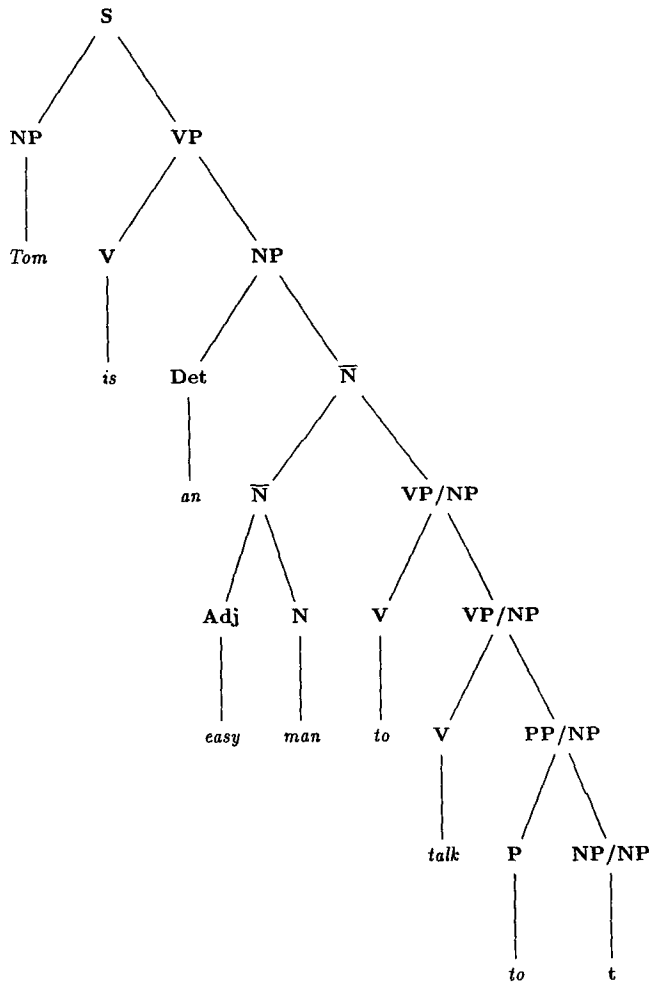 S
NP VP
Tom V NP
is Det N̿
an N̿ VP/NP
Adj N V VP/NP
easy man to V PP/NP
talk P NP/NP
to t